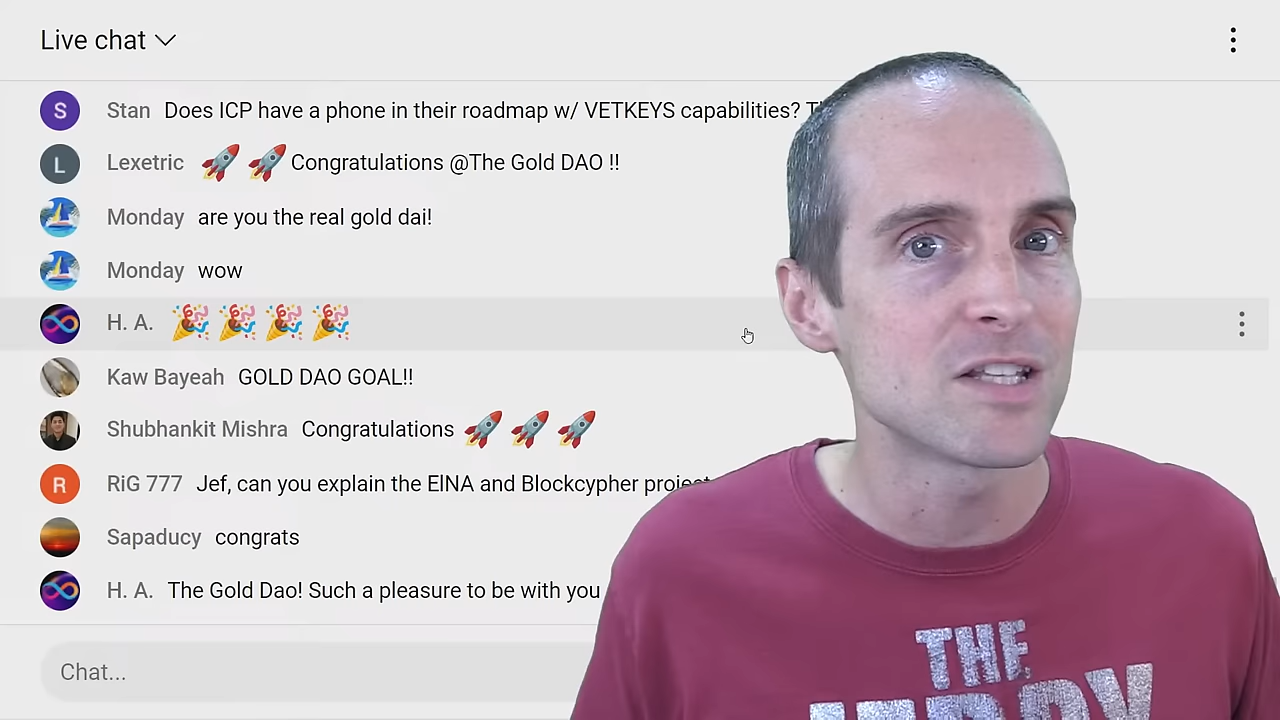 Live chat
S Stan Does ICP have a phone in their roadmap w/ VETKEYS capabilities?
L Lexetric 🚀 🚀 Congratulations @The Gold DAO !!
Monday are you the real gold dai!
Monday wow
H. A. 🎉 🎉 🎉 🎉
Kaw Bayeah GOLD DAO GOAL!!
Shubhankit Mishra Congratulations 🚀 🚀 🚀
R RiG 777 Jef, can you explain the EINA and Blockcypher
Sapaducy congrats
H. A. The Gold Dao! Such a pleasure to be with you
Chat...
THE